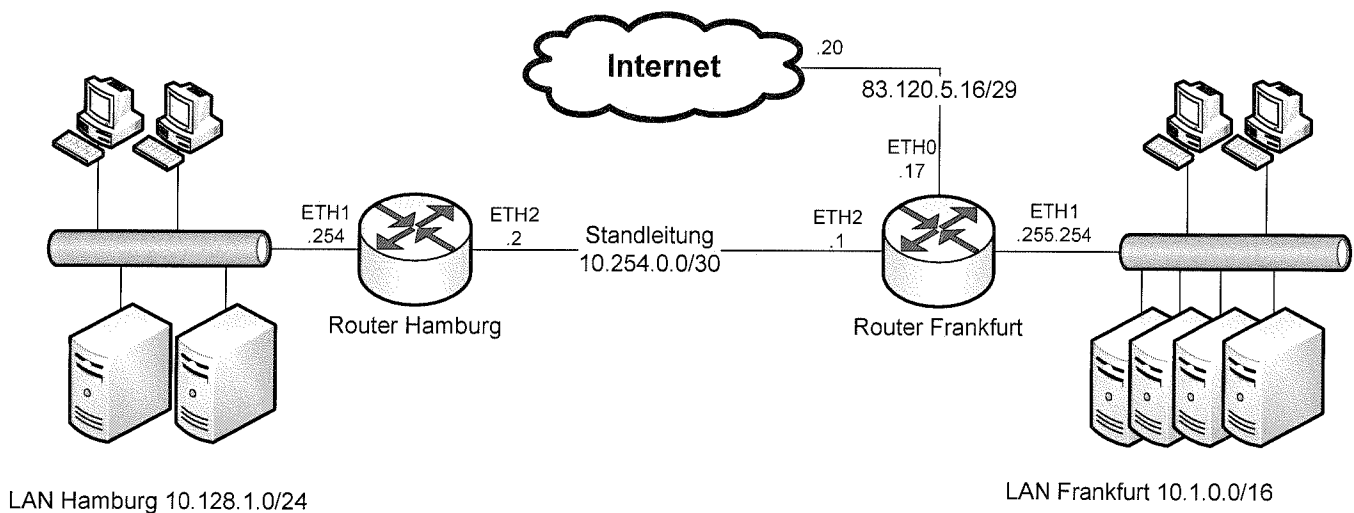 Internet
.20
83.120.5.16/29
ETH0
.17
ETH1
.254
ETH2
.2
Standleitung
10.254.0.0/30
ETH2
.1
ETH1
.255.254
Router Hamburg
Router Frankfurt
LAN Hamburg 10.128.1.0/24
LAN Frankfurt 10.1.0.0/16